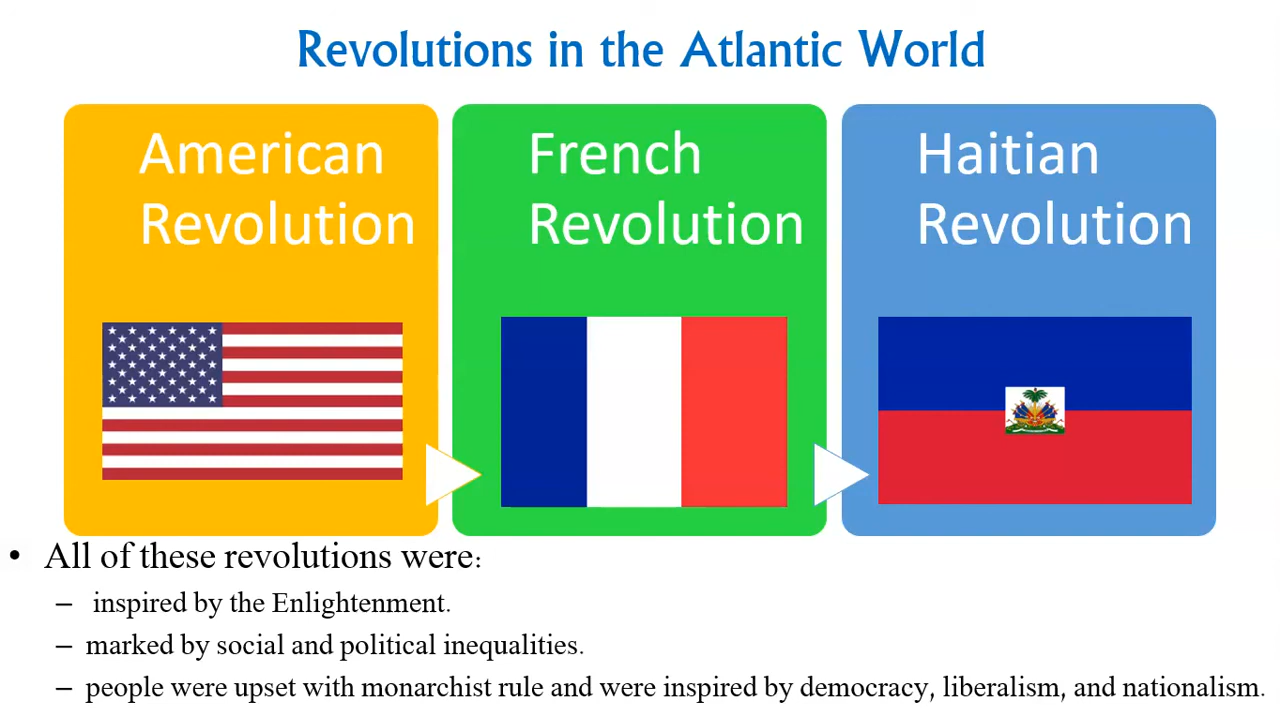 Revolutions in the Atlantic World
American
Revolution
French
Revolution
Haitian
Revolution
• All of these revolutions were:
– inspired by the Enlightenment.
– marked by social and political inequalities.
– people were upset with monarchist rule and were inspired by democracy, liberalism, and nationalism.